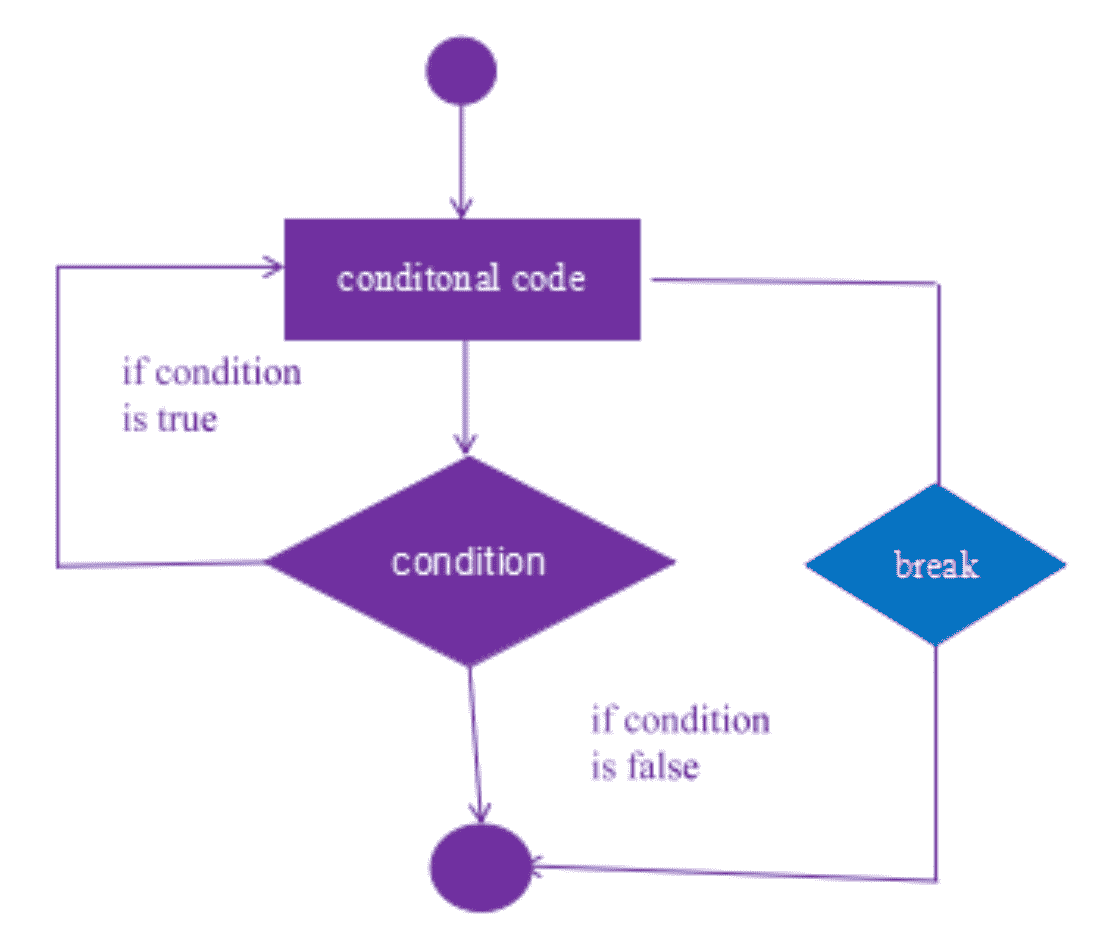 conditonal code
if condition
is true
condition
break
if condition
is false